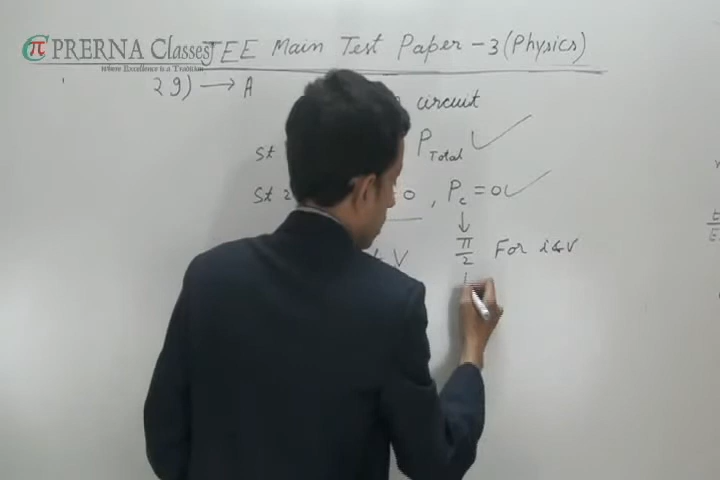 PRERNA Classes JEE Main Test Paper - 3 (Physics)
Where Excellence is a Tradition
29) → A
circuit
St P Total ✓
St 2 = 0 , Pc = 0 ✓
↓
V π/2 For i & V